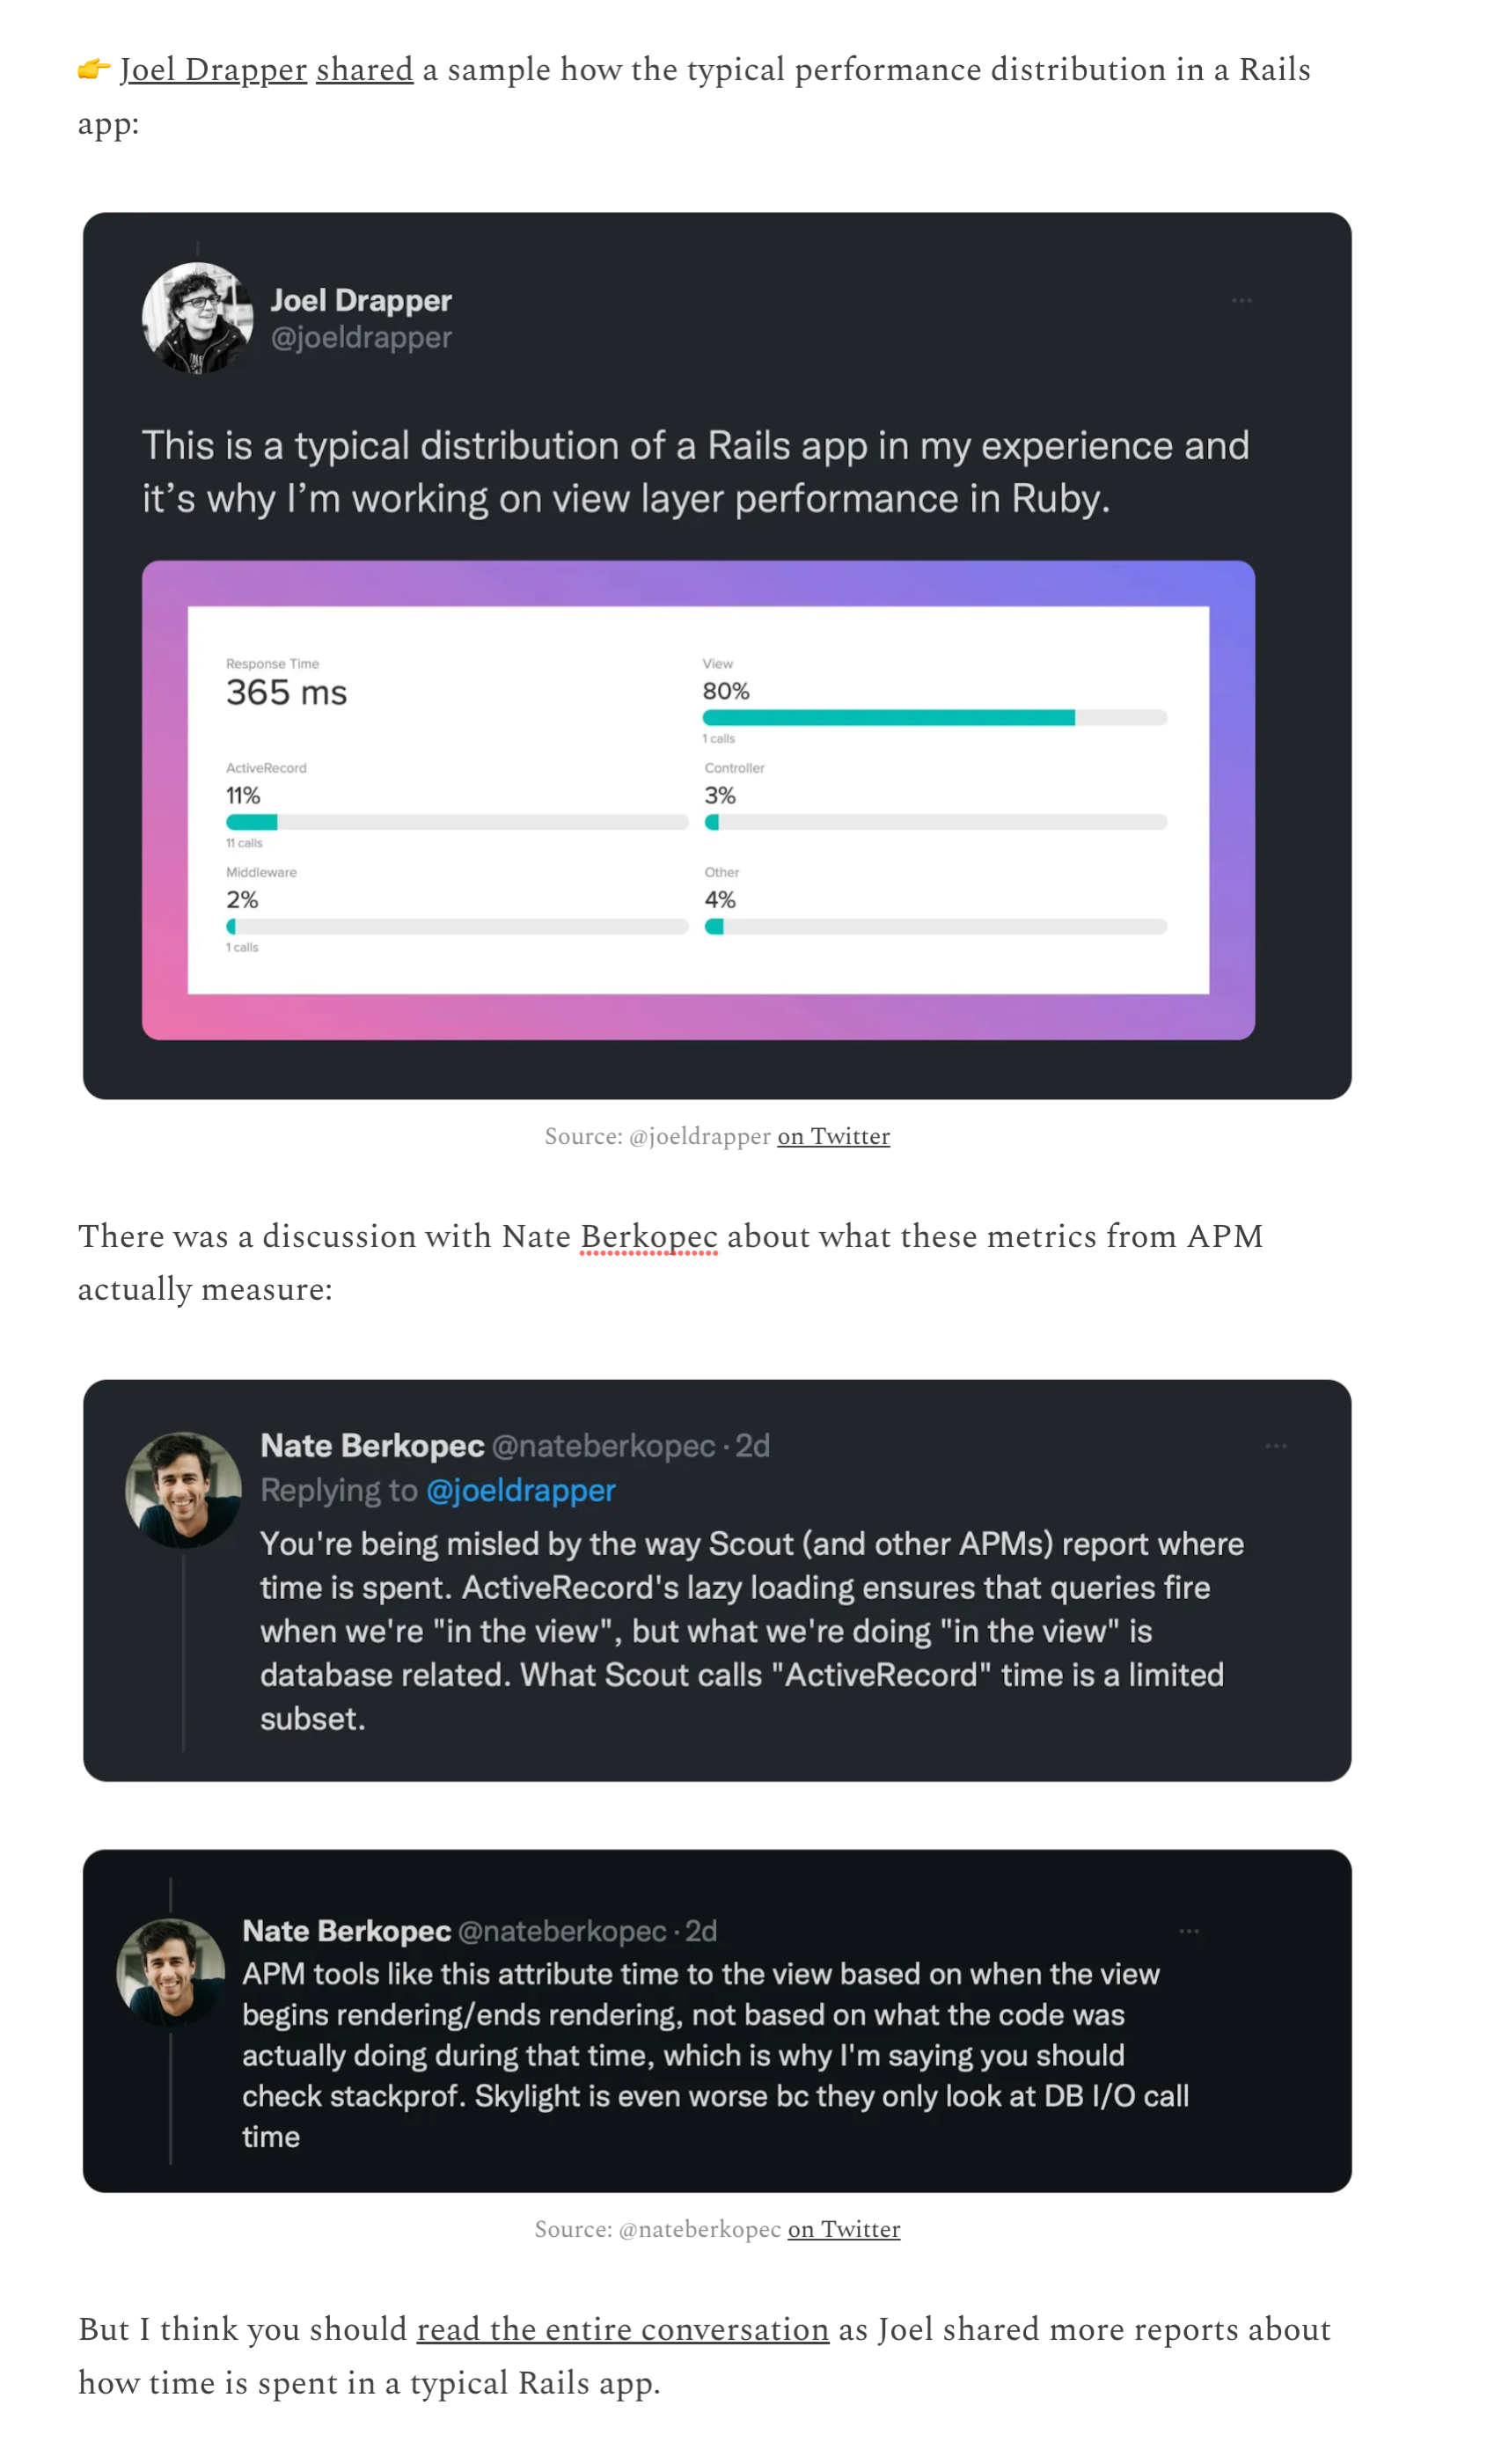 👉 Joel Drapper shared a sample how the typical performance distribution in a Rails
app:
Joel Drapper
@joeldrapper
This is a typical distribution of a Rails app in my experience and
it's why I'm working on view layer performance in Ruby.
Response Time
365 ms
View
80%
1 calls
ActiveRecord
11%
11 calls
Controller
3%
Middleware
2%
1 calls
Other
4%
Source: @joeldrapper on Twitter
There was a discussion with Nate Berkopec about what these metrics from APM
actually measure:
Nate Berkopec @nateberkopec · 2d
Replying to @joeldrapper
You're being misled by the way Scout (and other APMs) report where
time is spent. ActiveRecord's lazy loading ensures that queries fire
when we're "in the view", but what we're doing "in the view" is
database related. What Scout calls "ActiveRecord" time is a limited
subset.
Nate Berkopec @nateberkopec · 2d
APM tools like this attribute time to the view based on when the view
begins rendering/ends rendering, not based on what the code was
actually doing during that time, which is why I'm saying you should
check stackprof. Skylight is even worse bc they only look at DB I/O call
time
Source: @nateberkopec on Twitter
But I think you should read the entire conversation as Joel shared more reports about
how time is spent in a typical Rails app.